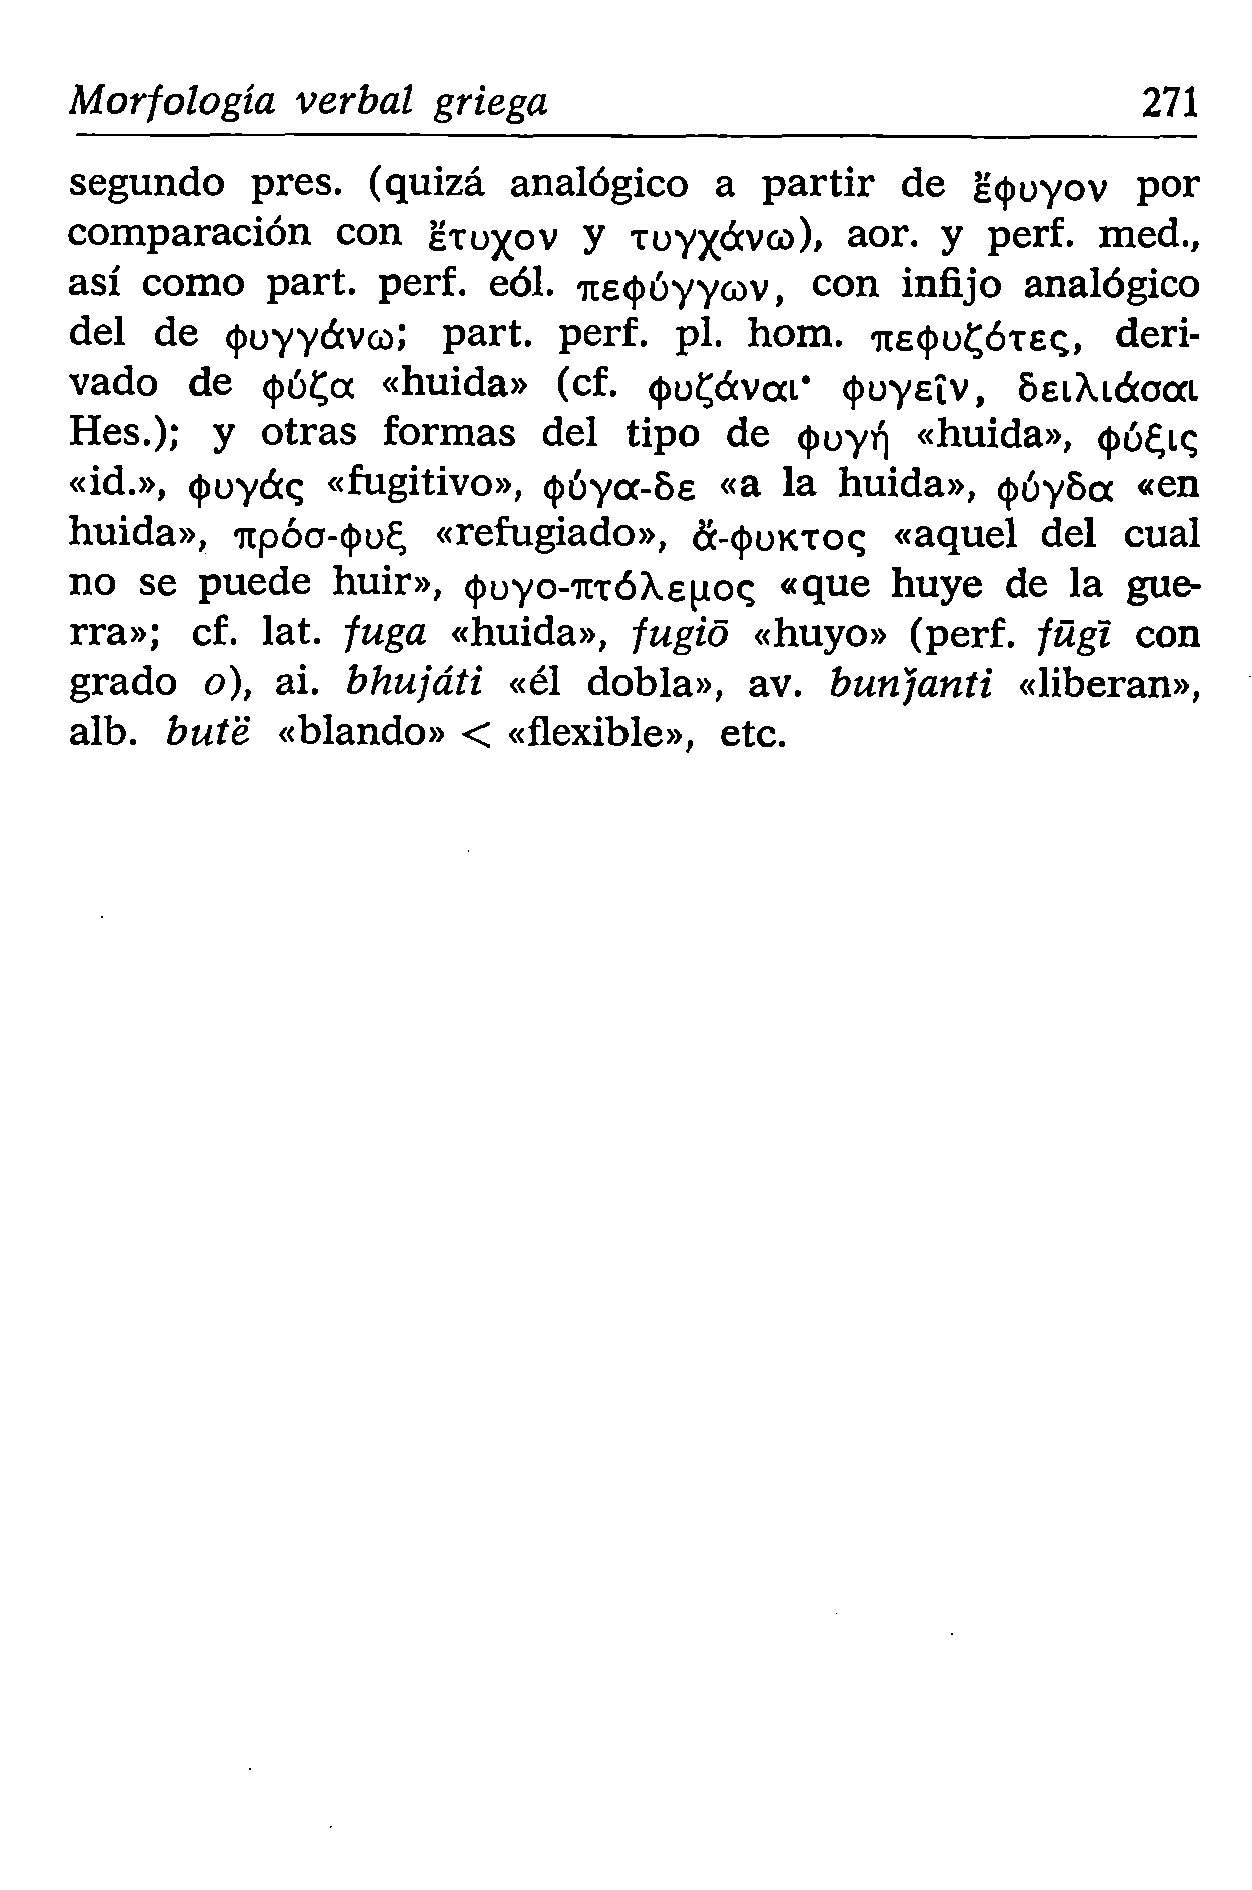 Morfología verbal griega 271
segundo pres. (quizá analógico a partir de ἔφυγον por
comparación con ἔτυχον y τυγχάνω), aor. y perf. med.,
así como part. perf. eól. πεφύγγων, con infijo analógico
del de φυγγάνω; part. perf. pl. hom. πεφυζότες, deri-
vado de φύζα «huida» (cf. φυζάναι· φυγεῖν, δειλιάσαι
Hes.); y otras formas del tipo de φυγή «huida», φύξις
«id.», φυγάς «fugitivo», φύγα-δε «a la huida», φύγδα «en
huida», πρόσ-φυξ «refugiado», ἄ-φυκτος «aquel del cual
no se puede huir», φυγο-πτόλεμος «que huye de la gue-
rra»; cf. lat. fuga «huida», fugiō «huyo» (perf. fūgī con
grado o), ai. bhujáti «él dobla», av. bunǰanti «liberan»,
alb. butë «blando» < «flexible», etc.